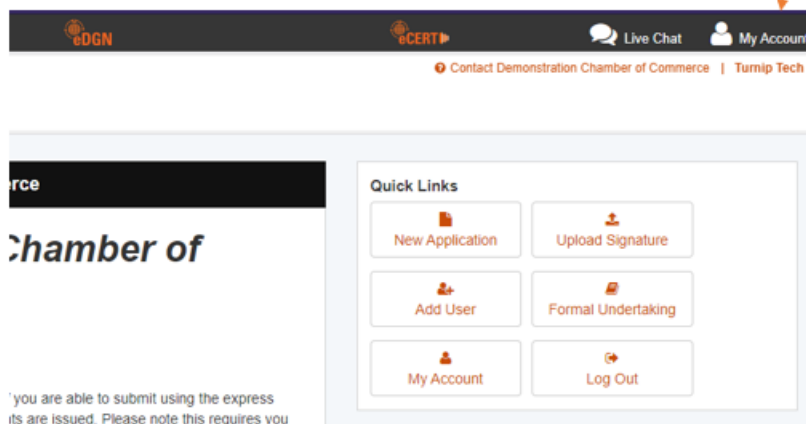 eDGN
eCERT
Live Chat
My Account
Contact Demonstration Chamber of Commerce | Turnip Tech
erce
Chamber of
Quick Links
New Application
Upload Signature
Add User
Formal Undertaking
My Account
Log Out
you are able to submit using the express
ts are issued. Please note this requires you